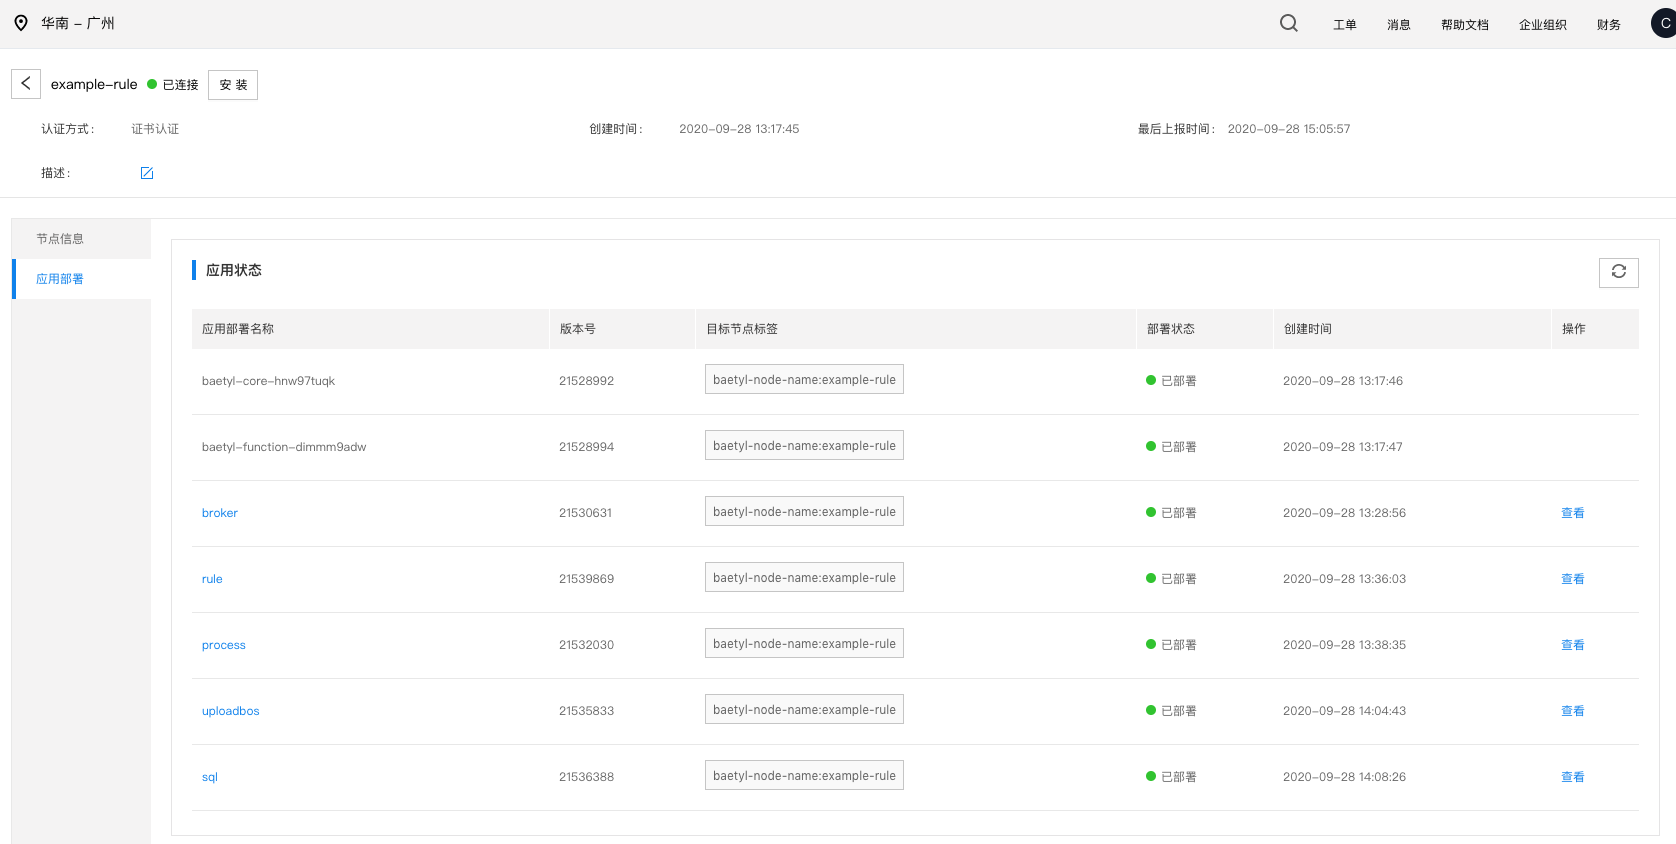 华南 – 广州
工单 消息 帮助文档 企业组织 财务 C
example-rule 已连接 安 装
认证方式： 证书认证 创建时间： 2020-09-28 13:17:45 最后上报时间： 2020-09-28 15:05:57
描述：
节点信息
应用部署
应用状态
应用部署名称 版本号 目标节点标签 部署状态 创建时间 操作
baetyl-core-hnw97tuqk 21528992 baetyl-node-name:example-rule 已部署 2020-09-28 13:17:46
baetyl-function-dimmm9adw 21528994 baetyl-node-name:example-rule 已部署 2020-09-28 13:17:47
broker 21530631 baetyl-node-name:example-rule 已部署 2020-09-28 13:28:56 查看
rule 21539869 baetyl-node-name:example-rule 已部署 2020-09-28 13:36:03 查看
process 21532030 baetyl-node-name:example-rule 已部署 2020-09-28 13:38:35 查看
uploadbos 21535833 baetyl-node-name:example-rule 已部署 2020-09-28 14:04:43 查看
sql 21536388 baetyl-node-name:example-rule 已部署 2020-09-28 14:08:26 查看